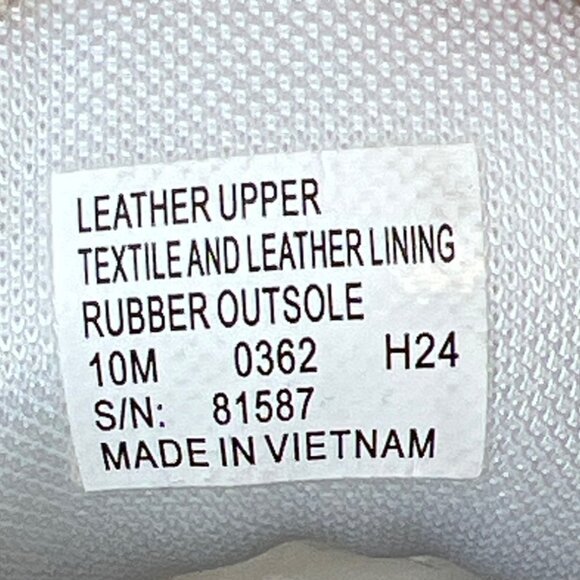 LEATHER UPPER
TEXTILE AND LEATHER LINING
RUBBER OUTSOLE
10M 0362 H24
S/N: 81587
MADE IN VIETNAM